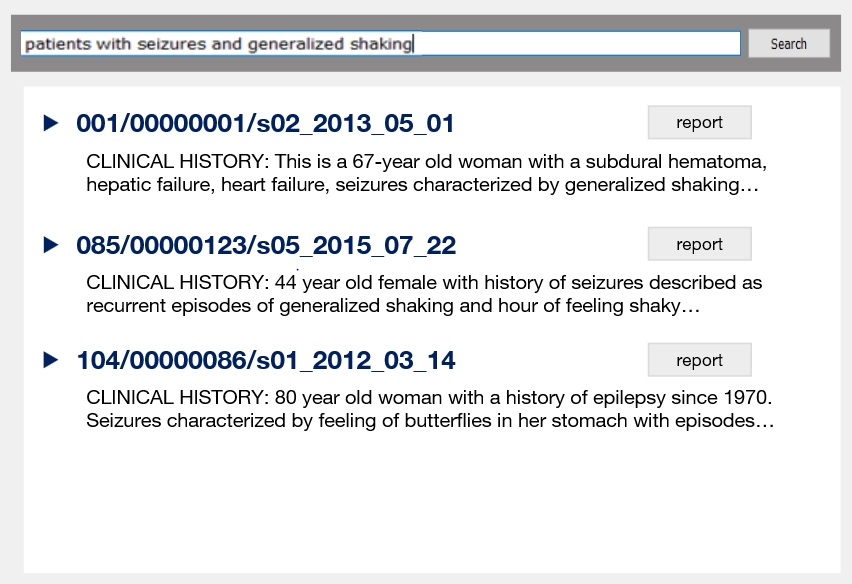 patients with seizures and generalized shaking
Search
001/00000001/s02_2013_05_01
report
CLINICAL HISTORY: This is a 67-year old woman with a subdural hematoma,
hepatic failure, heart failure, seizures characterized by generalized shaking…
085/00000123/s05_2015_07_22
report
CLINICAL HISTORY: 44 year old female with history of seizures described as
recurrent episodes of generalized shaking and hour of feeling shaky…
104/00000086/s01_2012_03_14
report
CLINICAL HISTORY: 80 year old woman with a history of epilepsy since 1970.
Seizures characterized by feeling of butterflies in her stomach with episodes…